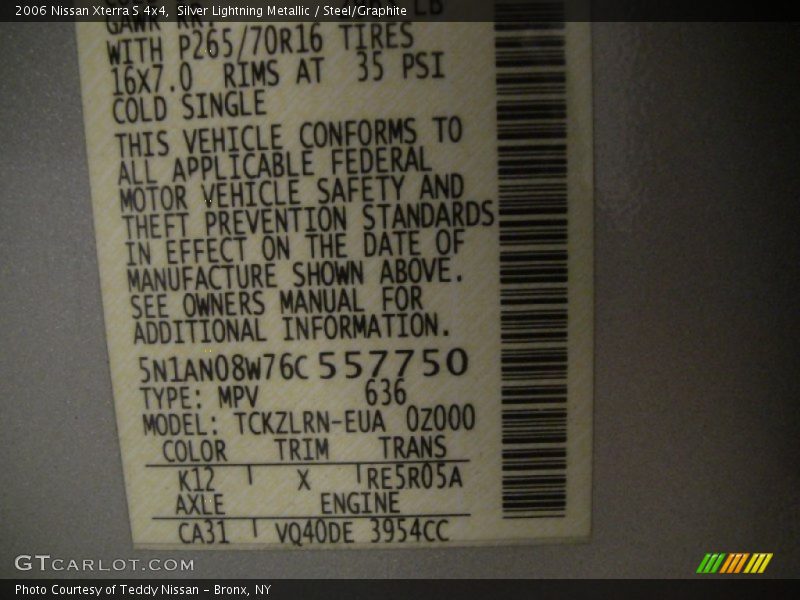 2006 Nissan Xterra S 4x4, Silver Lightning Metallic / Steel/Graphite
GAWR RR: LB
WITH P265/70R16 TIRES
16X7.0 RIMS AT 35 PSI
COLD SINGLE
THIS VEHICLE CONFORMS TO
ALL APPLICABLE FEDERAL
MOTOR VEHICLE SAFETY AND
THEFT PREVENTION STANDARDS
IN EFFECT ON THE DATE OF
MANUFACTURE SHOWN ABOVE.
SEE OWNERS MANUAL FOR
ADDITIONAL INFORMATION.
5N1AN08W76C557750
TYPE: MPV 636
MODEL: TCKZLRN-EUA 0Z000
COLOR TRIM TRANS
K12 X RE5R05A
AXLE ENGINE
CA31 VQ40DE 3954CC
GTCARLOT.COM
Photo Courtesy of Teddy Nissan - Bronx, NY